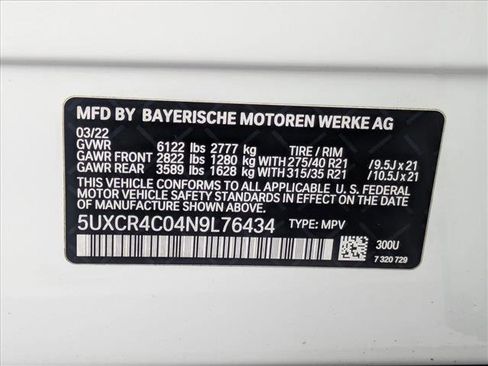 MFD BY BAYERISCHE MOTOREN WERKE AG
03/22
GVWR 6122 lbs 2777 kg TIRE / RIM
GAWR FRONT 2822 lbs 1280 kg WITH 275/40 R21 /9.5J x 21
GAWR REAR 3589 lbs 1628 kg WITH 315/35 R21 /10.5J x 21
THIS VEHICLE CONFORMS TO ALL APPLICABLE U.S. FEDERAL
MOTOR VEHICLE SAFETY STANDARDS IN EFFECT ON THE DATE
OF MANUFACTURE SHOWN ABOVE.
5UXCR4C04N9L76434 TYPE: MPV
300U
7 320 729